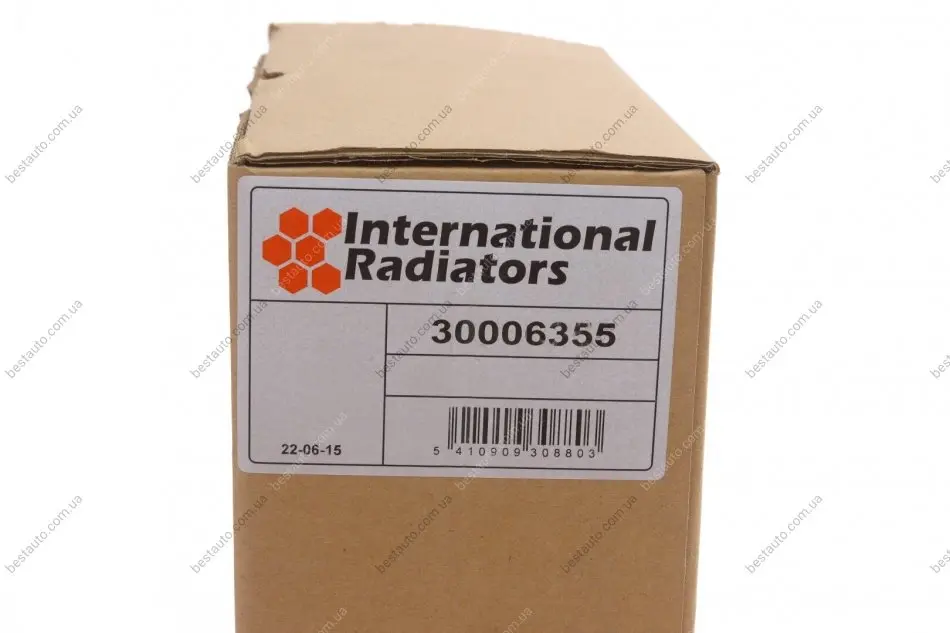 International
Radiators
30006355
22-06-15
5 410909 308803
bestauto.com.ua